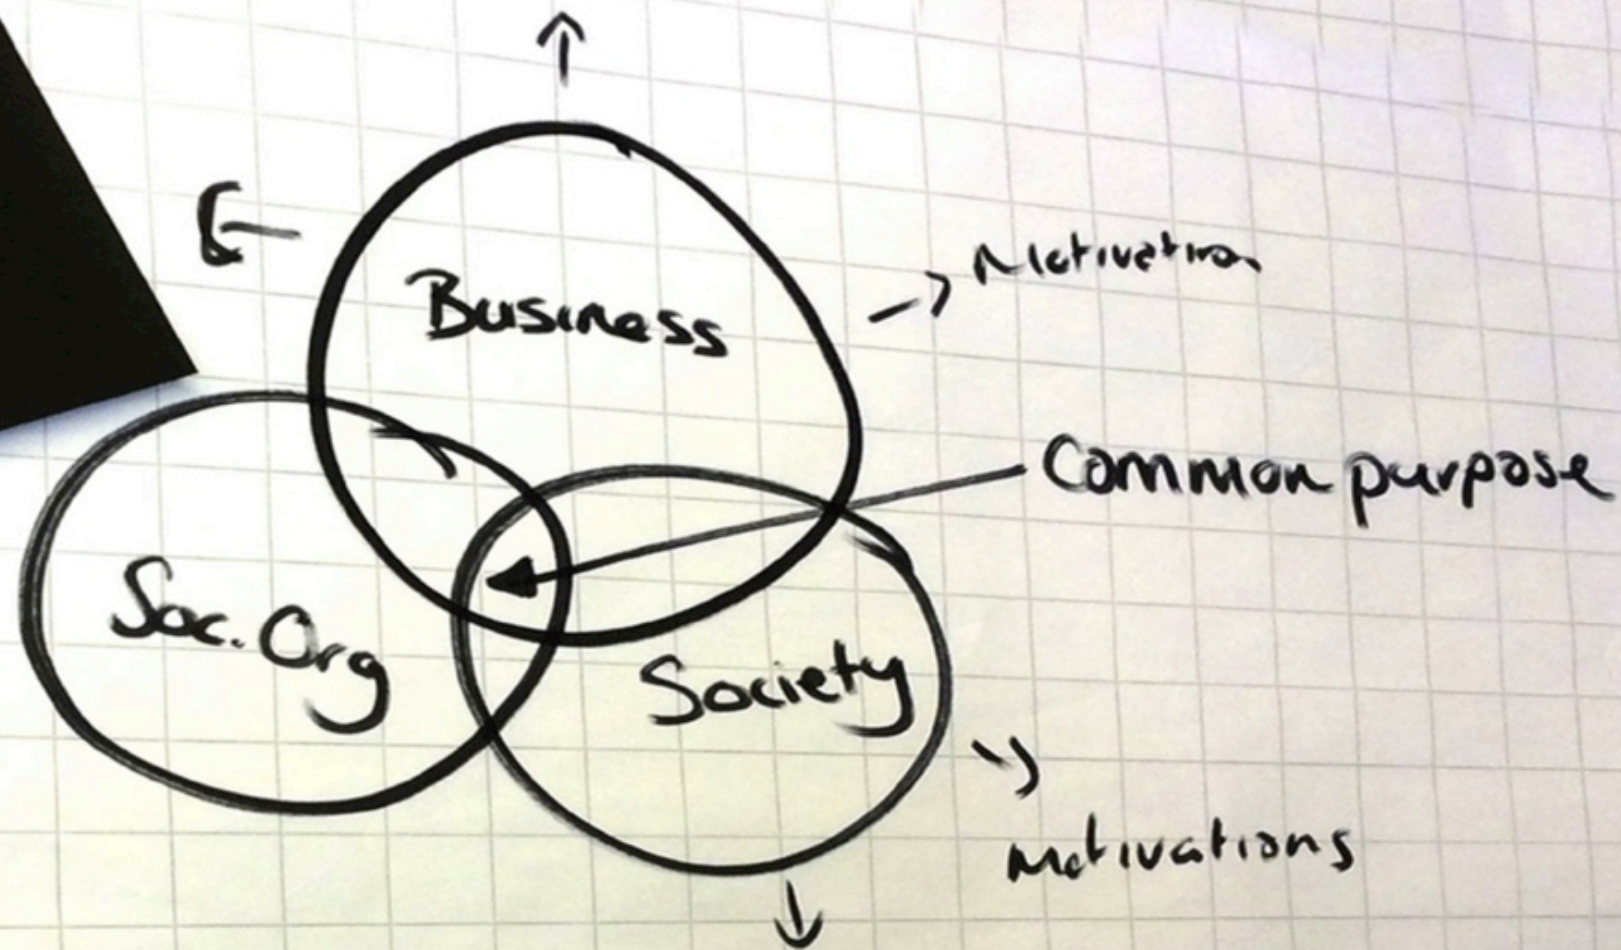 Business
Motivation
Common purpose
Soc. Org
Society
Motivations